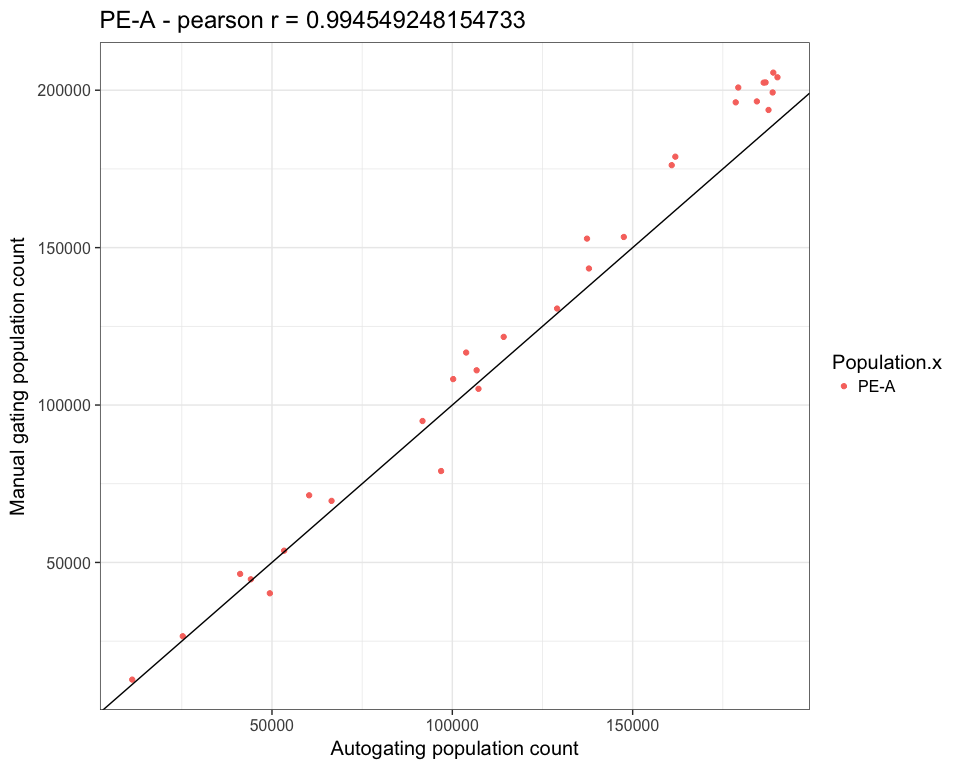 PE-A - pearson r = 0.994549248154733
Manual gating population count
200000
150000
100000
50000
50000 100000 150000
Autogating population count
Population.x
PE-A